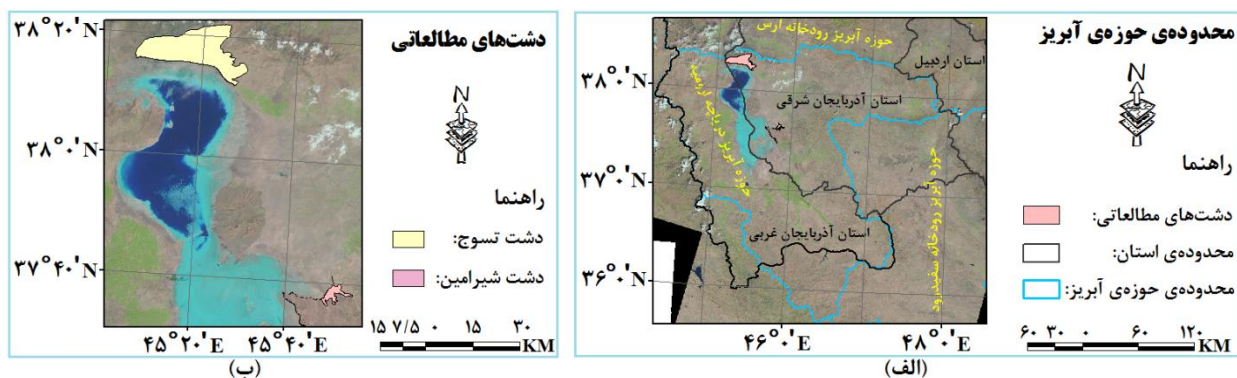 محدوده‌ی حوزه‌ی آبریز
N
راهنما
دشت‌های مطالعاتی:
محدوده‌ی استان:
محدوده‌ی حوزه‌ی آبریز:
۶۰ ۳۰ ۰ ۶۰ ۱۲۰
KM
حوزه آبریز رودخانه ارس
استان اردبیل
استان آذربایجان شرقی
حوزه آبریز دریاچه ارومیه
حوزه آبریز رودخانه سفیدرود
استان آذربایجان غربی
۳۸°۰'N
۳۷°۰'N
۳۶°۰'N
۴۶°۰'E
۴۸°۰'E
(الف)
دشت‌های مطالعاتی
N
راهنما
دشت تسوج:
دشت شیرامین:
۱۵ ۷/۵ ۰ ۱۵ ۳۰
KM
۳۸°۲۰'N
۳۸°۰'N
۳۷°۴۰'N
۴۵°۲۰'E
۴۵°۴۰'E
(ب)